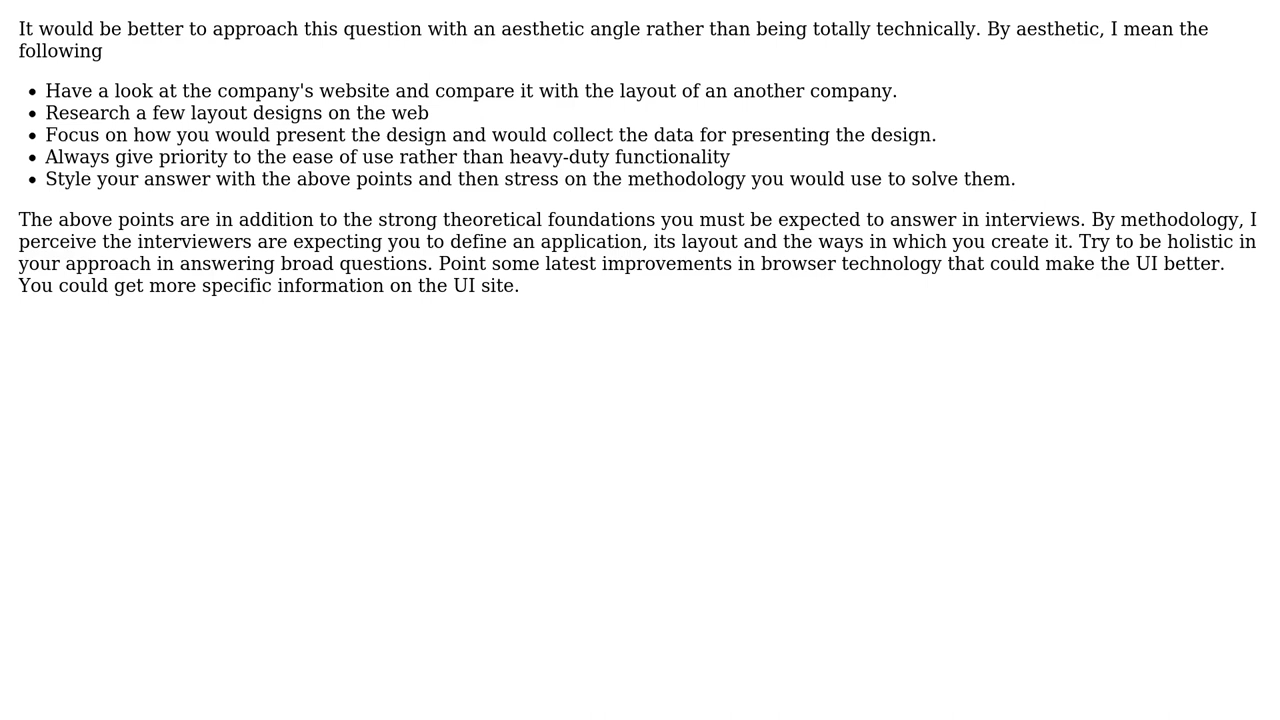 It would be better to approach this question with an aesthetic angle rather than being totally technically. By aesthetic, I mean the
following
• Have a look at the company's website and compare it with the layout of an another company.
• Research a few layout designs on the web
• Focus on how you would present the design and would collect the data for presenting the design.
• Always give priority to the ease of use rather than heavy-duty functionality
• Style your answer with the above points and then stress on the methodology you would use to solve them.
The above points are in addition to the strong theoretical foundations you must be expected to answer in interviews. By methodology, I
perceive the interviewers are expecting you to define an application, its layout and the ways in which you create it. Try to be holistic in
your approach in answering broad questions. Point some latest improvements in browser technology that could make the UI better.
You could get more specific information on the UI site.